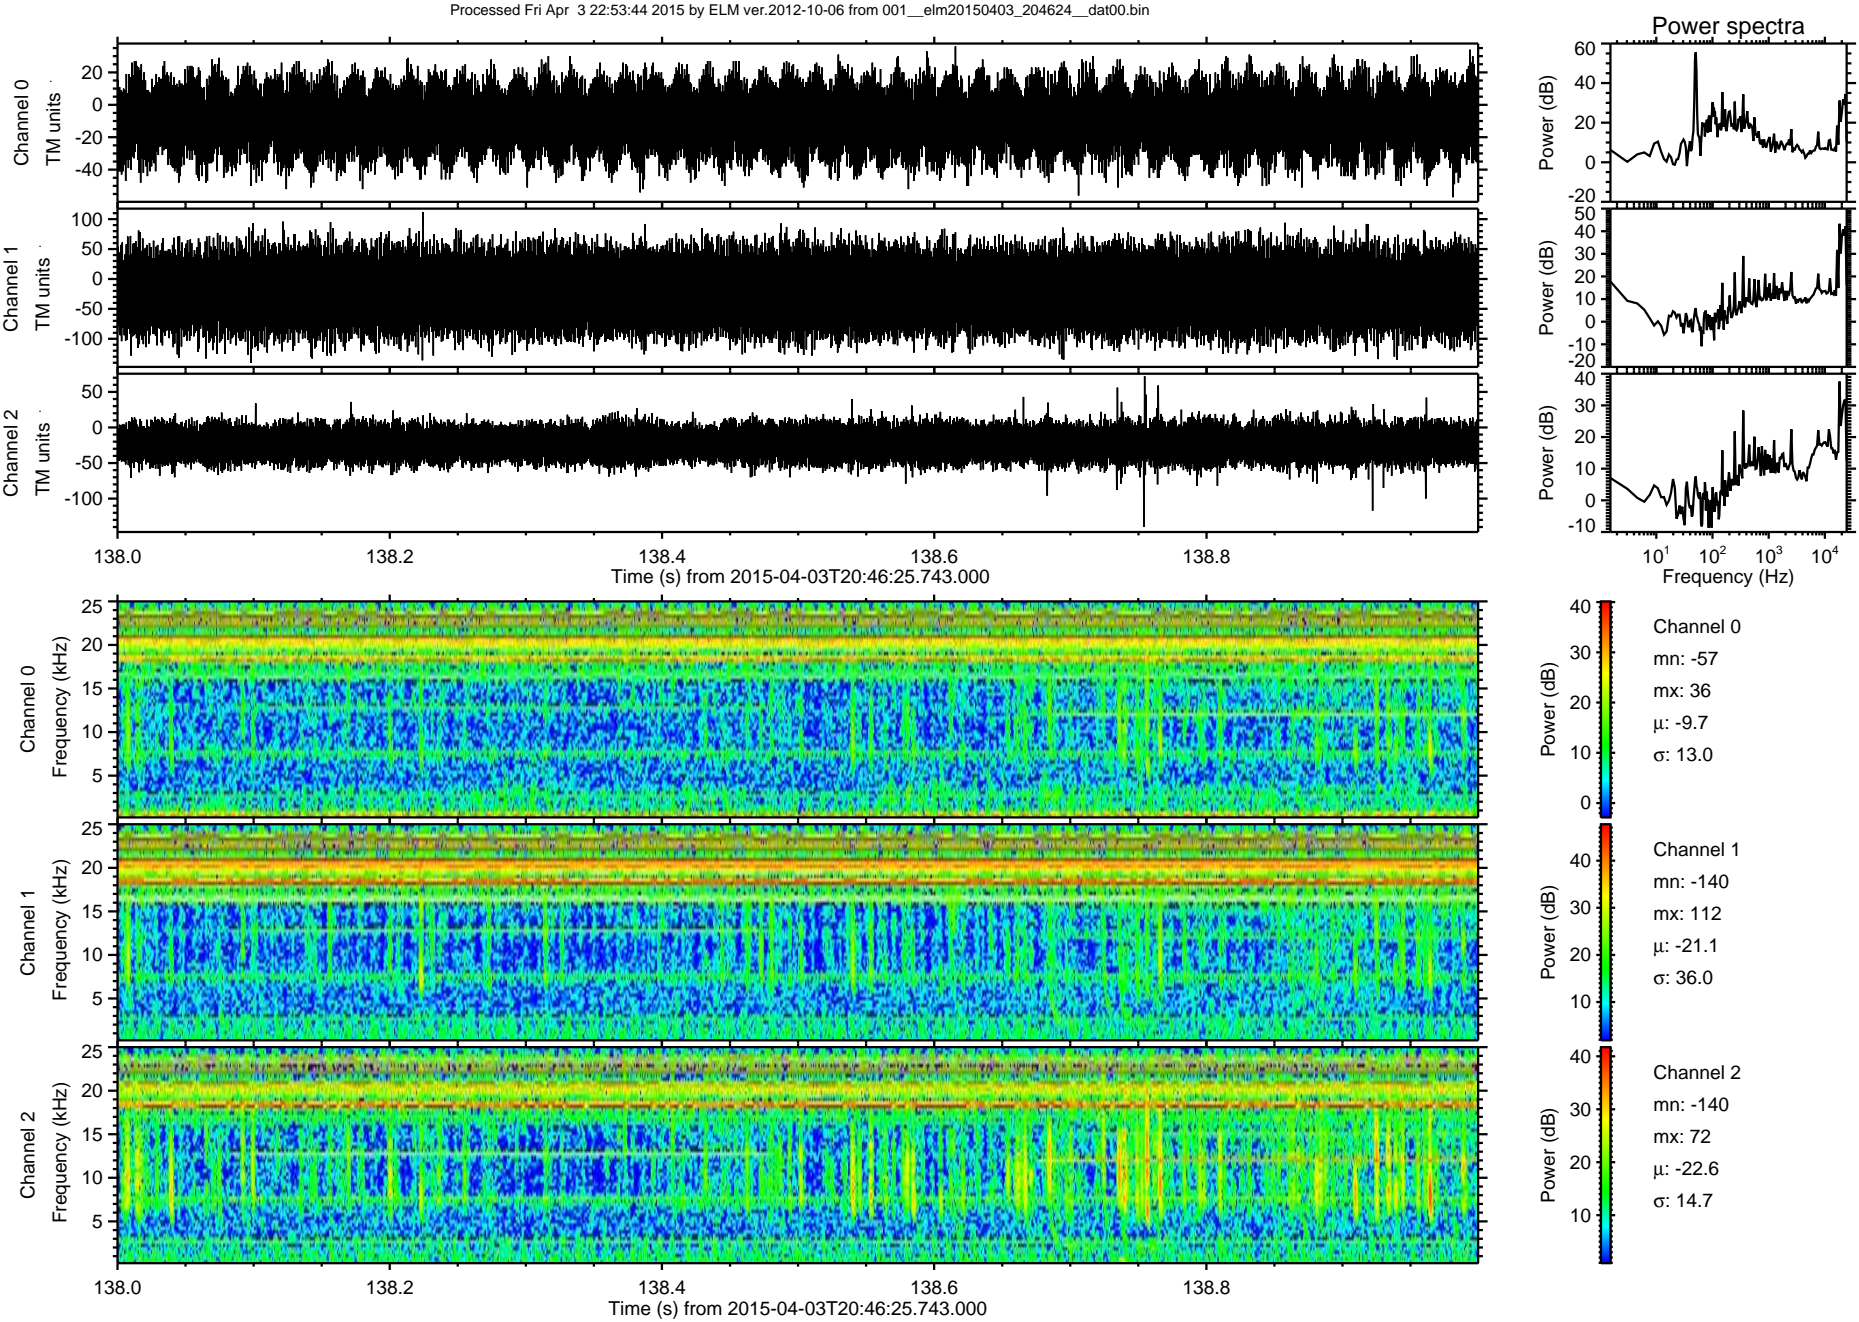 Processed Fri Apr  3 22:53:44 2015 by ELM ver.2012-10-06 from 001__elm20150403_204624__dat00.bin
Power spectra
Channel 0
TM units
20
0
-20
-40
Power (dB)
60
40
20
0
-20
Channel 1
TM units
100
50
0
-50
-100
Power (dB)
50
40
30
20
10
0
-10
-20
Channel 2
TM units
50
0
-50
-100
Power (dB)
40
30
20
10
0
-10
138.0 138.2 138.4 138.6 138.8
Time (s) from 2015-04-03T20:46:25.743.000
10^1 10^2 10^3 10^4
Frequency (Hz)
Channel 0
Frequency (kHz)
25
20
15
10
5
Power (dB)
40
30
20
10
0
Channel 0
mn: -57
mx: 36
μ: -9.7
σ: 13.0
Channel 1
Frequency (kHz)
25
20
15
10
5
Power (dB)
40
30
20
10
Channel 1
mn: -140
mx: 112
μ: -21.1
σ: 36.0
Channel 2
Frequency (kHz)
25
20
15
10
5
Power (dB)
40
30
20
10
Channel 2
mn: -140
mx: 72
μ: -22.6
σ: 14.7
138.0 138.2 138.4 138.6 138.8
Time (s) from 2015-04-03T20:46:25.743.000